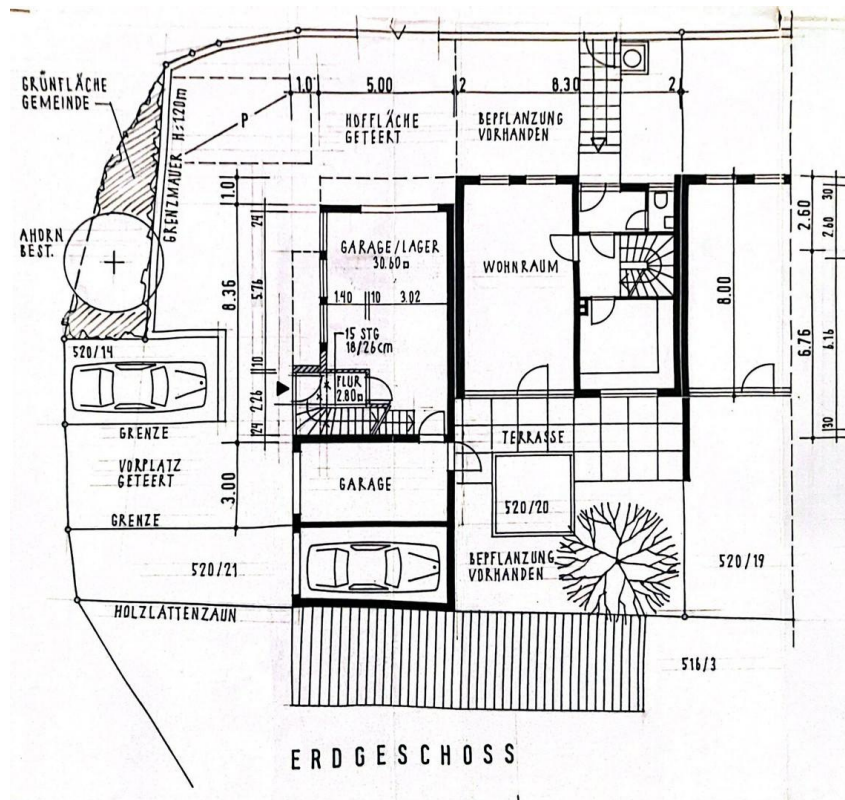 GRÜNFLÄCHE
GEMEINDE
GRENZMAUER H=1.20m
P
1.0
5.00
2
8.30
2
HOFFLÄCHE
GETEERT
BEPFLANZUNG
VORHANDEN
AHORN
BEST.
1.0
8.36
3.00
24
5.76
10
2.26
24
GARAGE/LAGER
30.60
1.40
10
3.02
15 STG
18/26cm
FLUR
2.80
WOHNRAUM
8.00
2.60
6.76
30
2.60
6.16
30
520/14
GRENZE
VORPLATZ
GETEERT
GRENZE
GARAGE
TERRASSE
520/20
520/21
BEPFLANZUNG
VORHANDEN
520/19
HOLZLATTENZAUN
516/3
ERDGESCHOSS